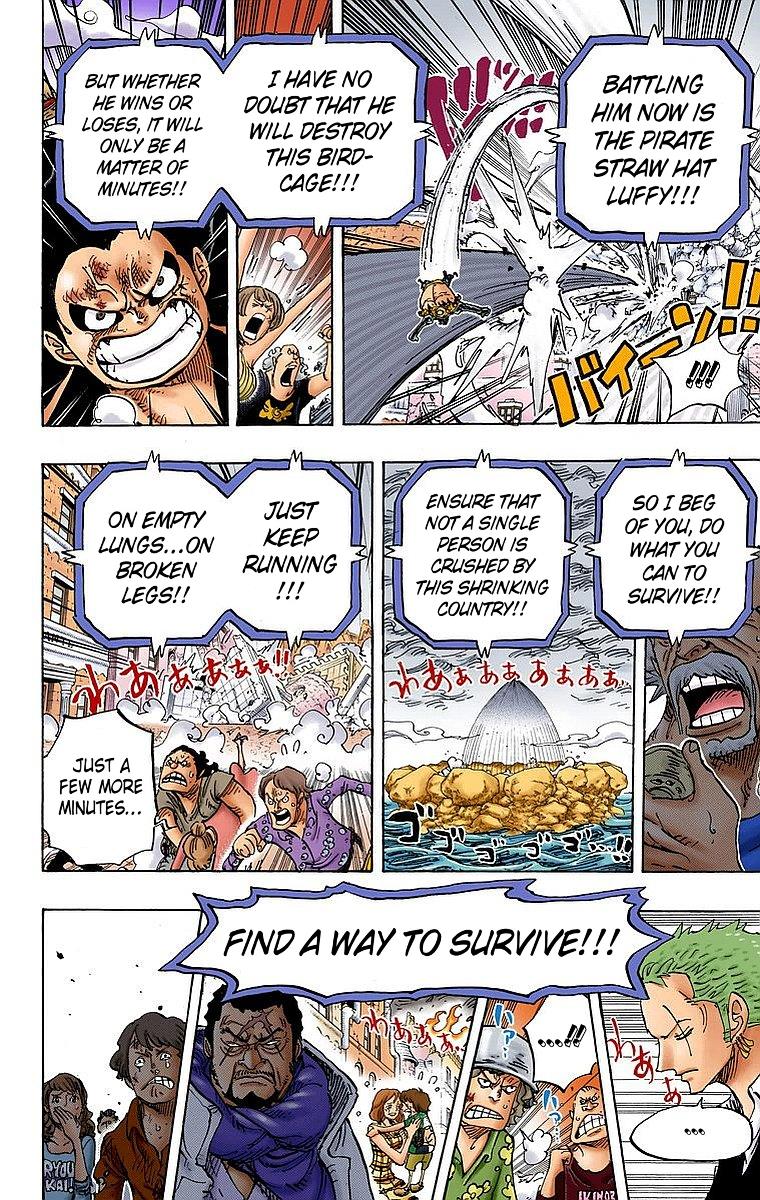 BATTLING
HIM NOW IS
THE PIRATE
STRAW HAT
LUFFY!!!
I HAVE NO
DOUBT THAT HE
WILL DESTROY
THIS BIRD-
CAGE!!!
BUT WHETHER
HE WINS OR
LOSES, IT WILL
ONLY BE A
MATTER OF
MINUTES!!
バイーン!!
!!!
SO I BEG
OF YOU, DO
WHAT YOU
CAN TO
SURVIVE!!
ENSURE THAT
NOT A SINGLE
PERSON IS
CRUSHED BY
THIS SHRINKING
COUNTRY!!
わあぁぁぁぁぁ…
ゴゴゴゴゴ…!!
JUST
KEEP
RUNNING
!!!
ON EMPTY
LUNGS...ON
BROKEN
LEGS!!
わあぁぁぁぁ!!
JUST A
FEW MORE
MINUTES...
FIND A WAY TO SURVIVE!!!
わあぁぁ…
...
...!!
わあぁぁぁ…
RYOU
KAI